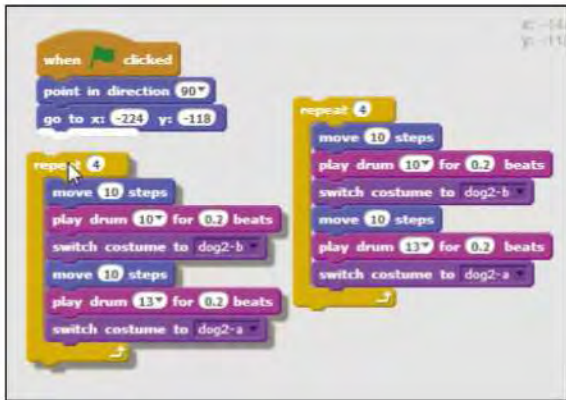 when clicked
point in direction 90
go to x: -224 y: -118
repeat 4
move 10 steps
play drum 10 for 0.2 beats
switch costume to dog2-b
move 10 steps
play drum 13 for 0.2 beats
switch costume to dog2-a
repeat 4
move 10 steps
play drum 10 for 0.2 beats
switch costume to dog2-b
move 10 steps
play drum 13 for 0.2 beats
switch costume to dog2-a